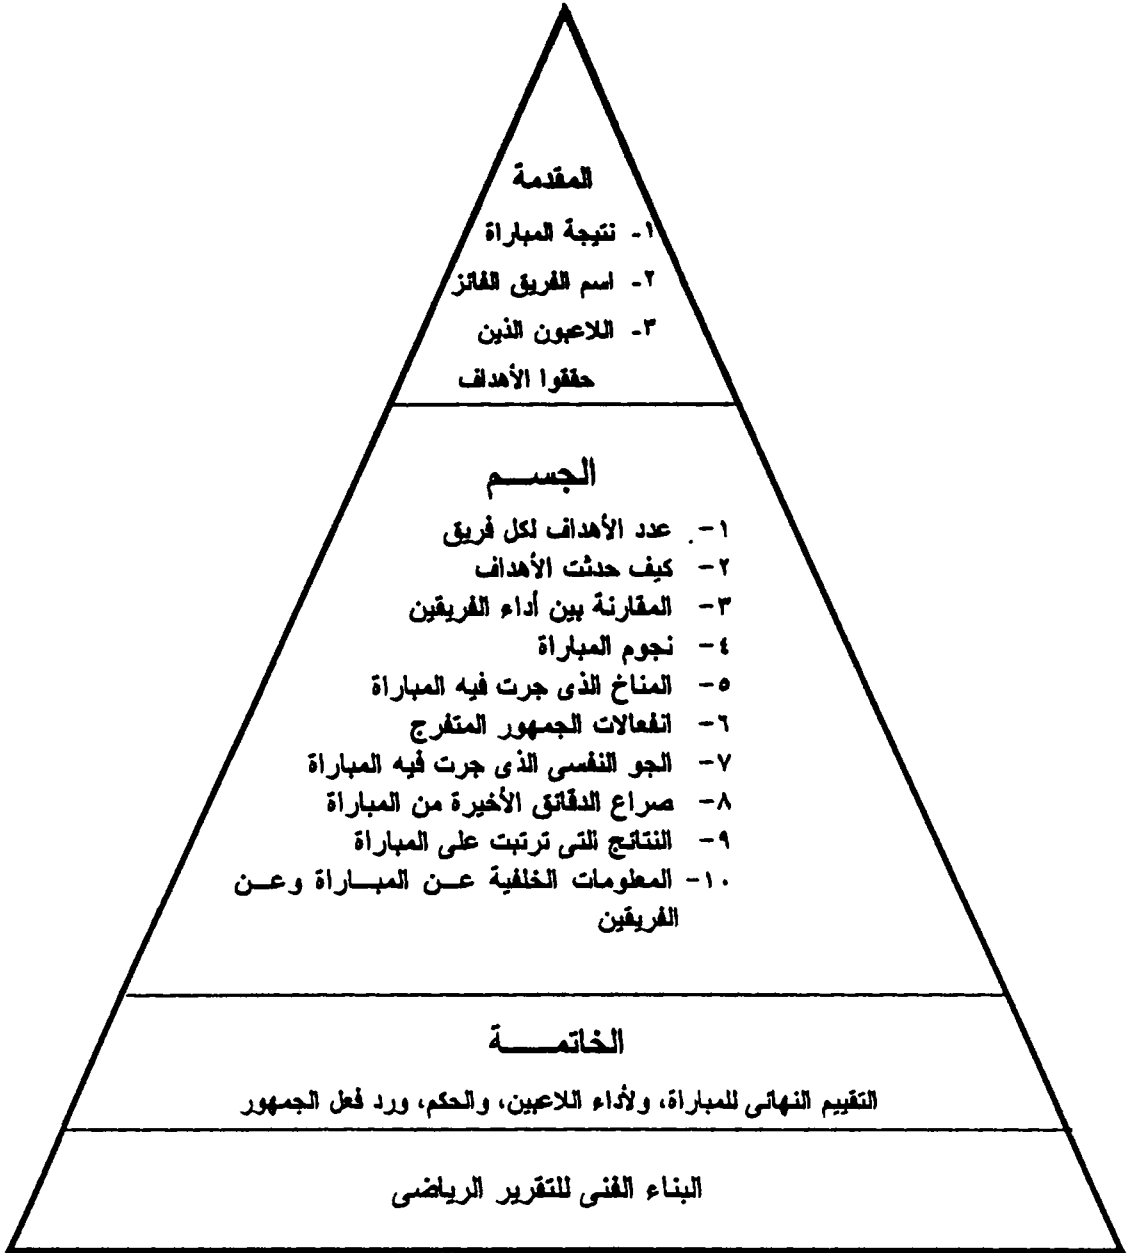 المقدمة
١- نتيجة المباراة
٢- اسم الفريق الفائز
٣- اللاعبون الذين
حققوا الأهداف
الجســـم
١- عدد الأهداف لكل فريق
٢- كيف حدثت الأهداف
٣- المقارنة بين أداء الفريقين
٤- نجوم المباراة
٥- المناخ الذى جرت فيه المباراة
٦- انفعالات الجمهور المتفرج
٧- الجو النفسى الذى جرت فيه المباراة
٨- صراع الدقائق الأخيرة من المباراة
٩- النتائج التى ترتبت على المباراة
١٠- المعلومات الخلفية عــن المبــاراة وعــن
الفريقين
الخاتمـــــة
التقييم النهائى للمباراة، ولأداء اللاعبين، والحكم، ورد فعل الجمهور
البناء الفنى للتقرير الرياضى